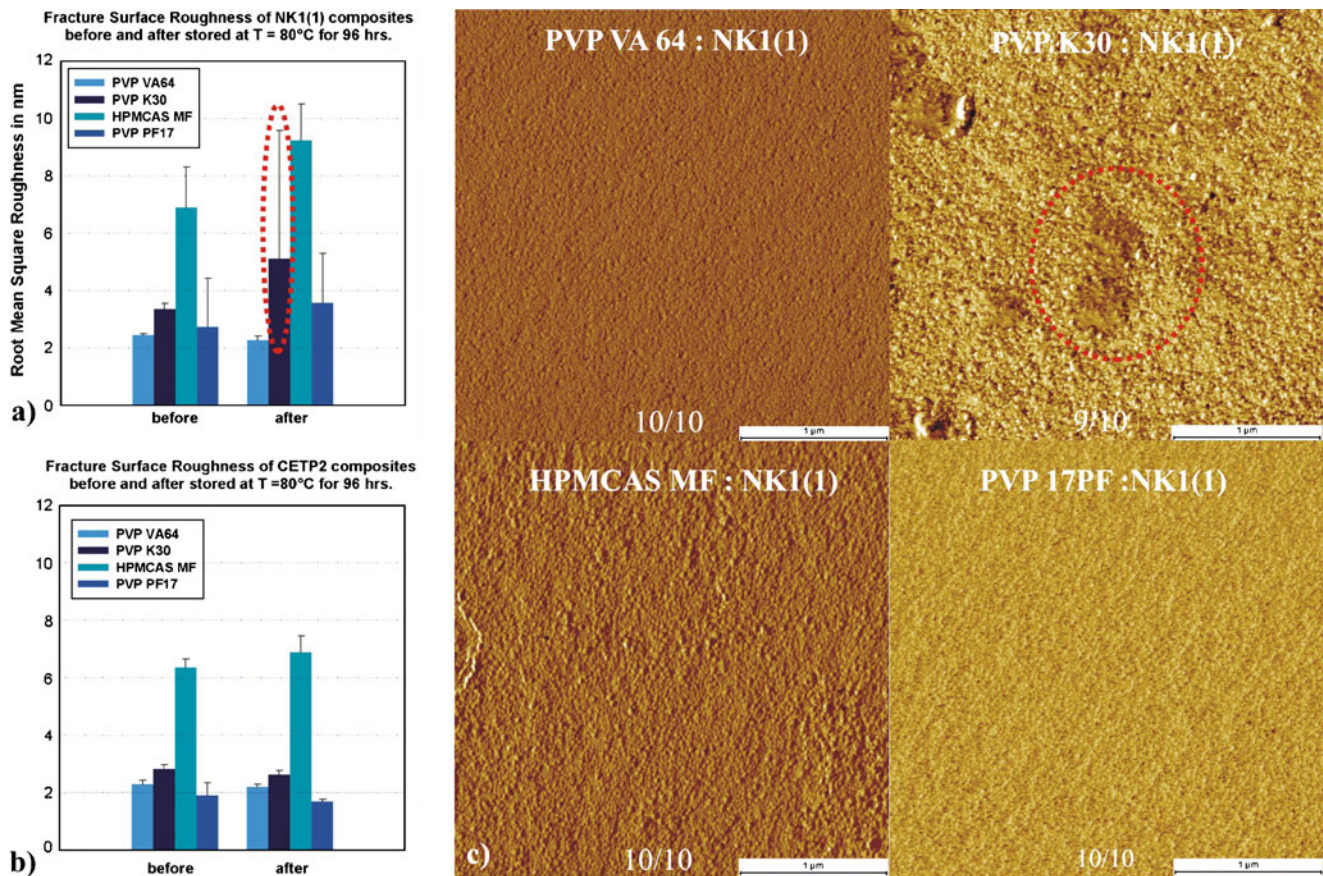 Fracture Surface Roughness of NK1(1) composites
before and after stored at T = 80°C for 96 hrs.
12
10
8
6
4
2
0
Root Mean Square Roughness in nm
PVP VA64
PVP K30
HPMCAS MF
PVP PF17
before
after
a)
Fracture Surface Roughness of CETP2 composites
before and after stored at T =80°C for 96 hrs.
12
10
8
6
4
2
0
PVP VA64
PVP K30
HPMCAS MF
PVP PF17
before
after
b)
PVP VA 64 : NK1(1)
10/10
1 µm
PVP K30 : NK1(1)
9/10
1 µm
HPMCAS MF : NK1(1)
c)
10/10
1 µm
PVP 17PF :NK1(1)
10/10
1 µm